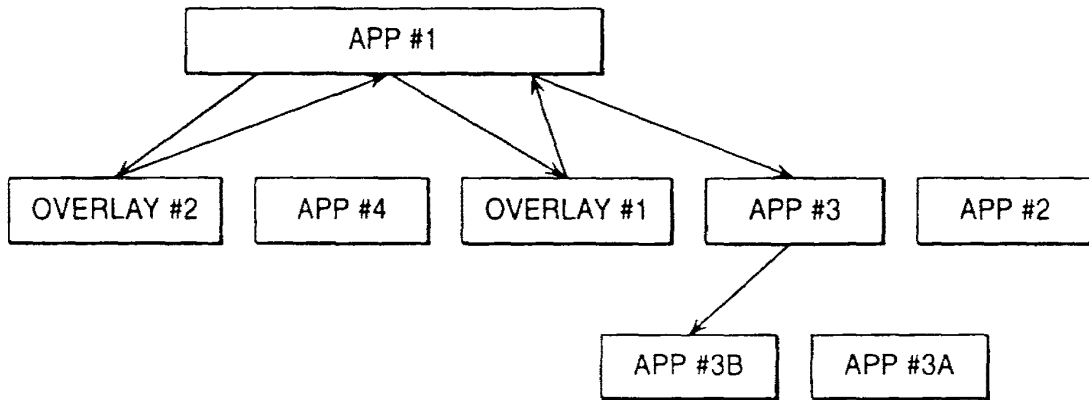 APP #1
OVERLAY #2
APP #4
OVERLAY #1
APP #3
APP #2
APP #3B
APP #3A